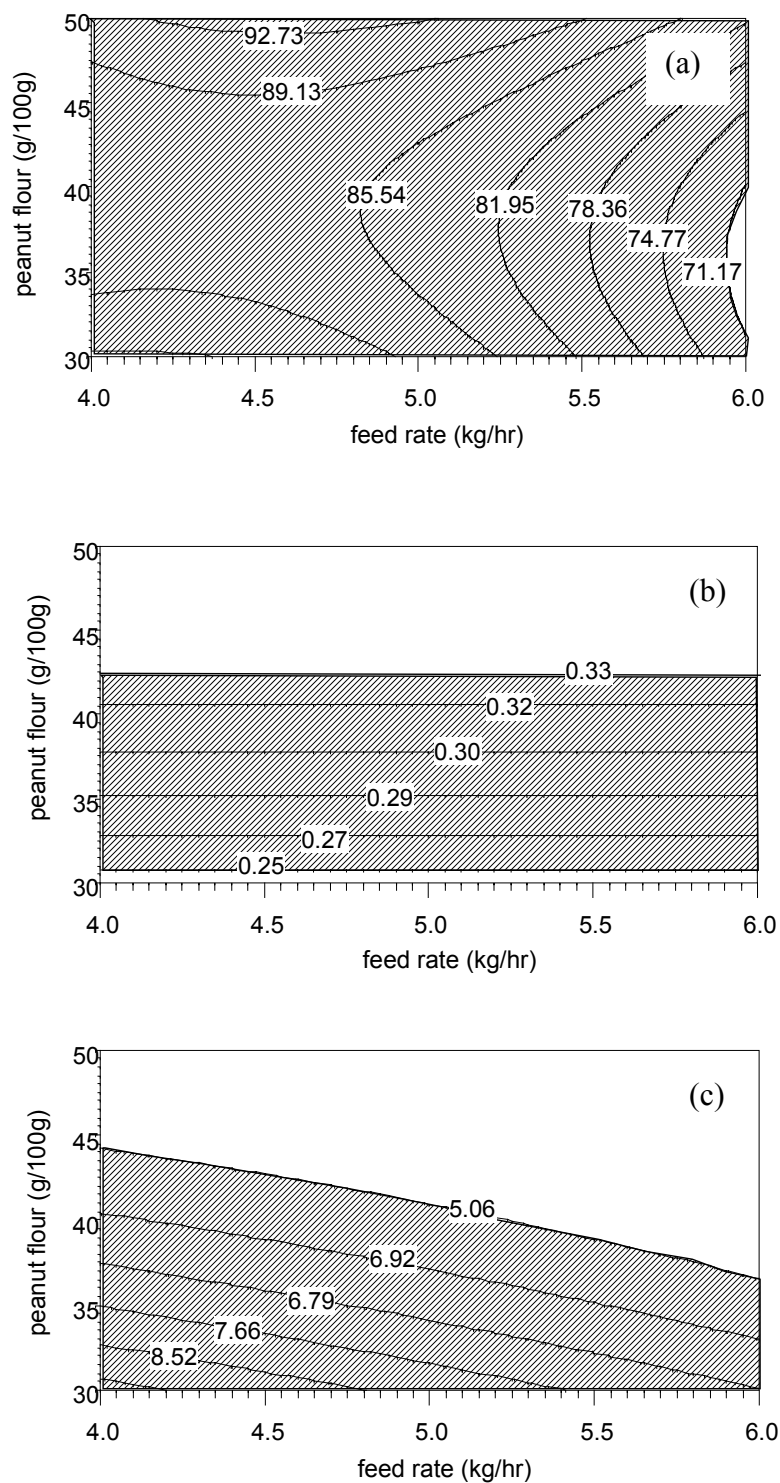 50
45
40
35
30
peanut flour (g/100g)
92.73
(a)
89.13
85.54
81.95
78.36
74.77
71.17
4.0 4.5 5.0 5.5 6.0
feed rate (kg/hr)
50
45
40
35
30
peanut flour (g/100g)
(b)
0.33
0.32
0.30
0.29
0.27
0.25
4.0 4.5 5.0 5.5 6.0
feed rate (kg/hr)
50
45
40
35
30
peanut flour (g/100g)
(c)
5.06
6.92
6.79
7.66
8.52
4.0 4.5 5.0 5.5 6.0
feed rate (kg/hr)